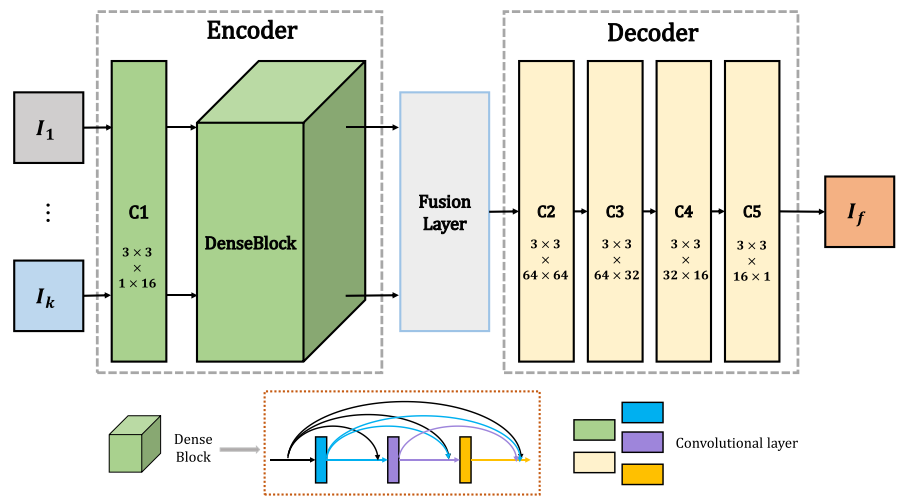 Encoder
Decoder
I₁
⋮
Iₖ
C1
3 × 3
×
1 × 16
DenseBlock
Fusion
Layer
C2
3 × 3
×
64 × 64
C3
3 × 3
×
64 × 32
C4
3 × 3
×
32 × 16
C5
3 × 3
×
16 × 1
I_f
Dense
Block
Convolutional layer